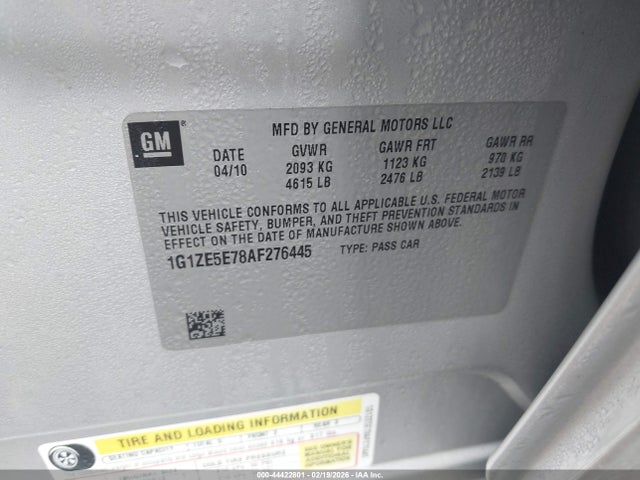 GM
®
MFD BY GENERAL MOTORS LLC
DATE GVWR GAWR FRT GAWR RR
04/10 2093 KG 1123 KG 970 KG
4615 LB 2476 LB 2139 LB
THIS VEHICLE CONFORMS TO ALL APPLICABLE U.S. FEDERAL MOTOR
VEHICLE SAFETY, BUMPER, AND THEFT PREVENTION STANDARDS IN
EFFECT ON THE DATE OF MANUFACTURE SHOWN ABOVE.
1G1ZE5E78AF276445 TYPE: PASS CAR
TIRE AND LOADING INFORMATION
000-44422601 - 02/19/2026 - IAA Inc.